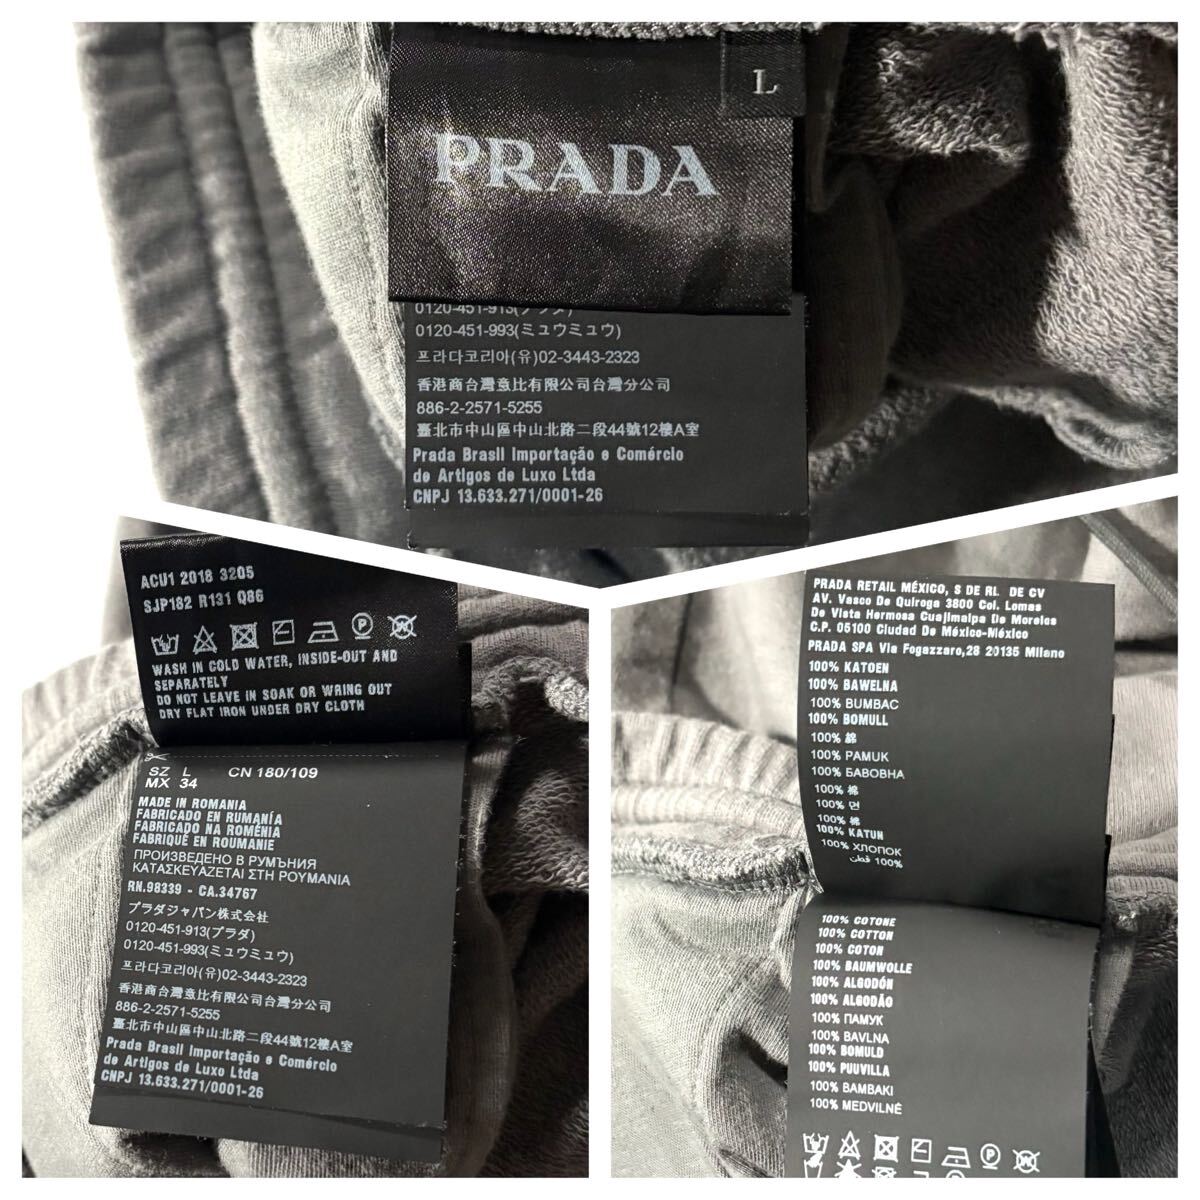 L
PRADA
0120-451-913(プラダ)
0120-451-993(ミュウミュウ)
프라다코리아(유)02-3443-2323
香港商台灣意比有限公司台灣分公司
886-2-2571-5255
臺北市中山區中山北路二段44號12樓A室
Prada Brasil Importação e Comércio
de Artigos de Luxo Ltda
CNPJ 13.633.271/0001-26
ACU1 2018 3205
SJP182 R131 Q86
WASH IN COLD WATER, INSIDE-OUT AND
SEPARATELY
DO NOT LEAVE IN SOAK OR WRING OUT
DRY FLAT IRON UNDER DRY CLOTH
SZ L CN 180/109
MX 34
MADE IN ROMANIA
FABRICADO EN RUMANÍA
FABRICADO NA ROMÉNIA
FABRIQUÉ EN ROUMANIE
ПРОИЗВЕДЕНО В РУМЪНИЯ
ΚΑΤΑΣΚΕΥΑΖΕΤΑΙ ΣΤΗ ΡΟΥΜΑΝΙΑ
RN.98339 - CA.34767
プラダジャパン株式会社
0120-451-913(プラダ)
0120-451-993(ミュウミュウ)
프라다코리아(유)02-3443-2323
香港商台灣意比有限公司台灣分公司
886-2-2571-5255
臺北市中山區中山北路二段44號12樓A室
Prada Brasil Importação e Comércio
de Artigos de Luxo Ltda
CNPJ 13.633.271/0001-26
PRADA RETAIL MÉXICO, S DE RL DE CV
AV. Vasco De Quiroga 3800 Col. Lomas
De Vista Hermosa Cuajimalpa De Morelos
C.P. 05100 Ciudad De México-México
PRADA SPA Via Fogazzaro,28 20135 Milano
100% KATOEN
100% BAWEŁNA
100% BUMBAC
100% BOMULL
100% 綿
100% PAMUK
100% БАВОВНА
100% 棉
100% 면
100% 棉
100% KATUN
100% ХЛОПОК
100% قطن
100% COTONE
100% COTTON
100% COTON
100% BAUMWOLLE
100% ALGODÓN
100% ALGODÃO
100% ПАМУК
100% BAVLNA
100% BOMULD
100% PUUVILLA
100% ΒΑΜΒΑΚΙ
100% MEDVILNĖ